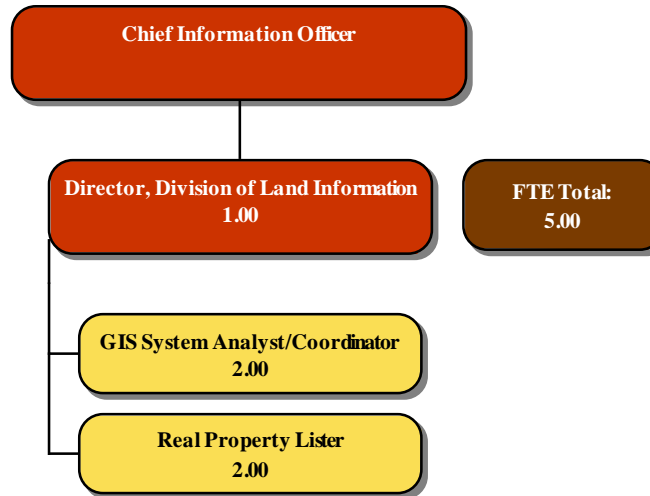 Chief Information Officer
Director, Division of Land Information
1.00
FTE Total:
5.00
GIS System Analyst/Coordinator
2.00
Real Property Lister
2.00